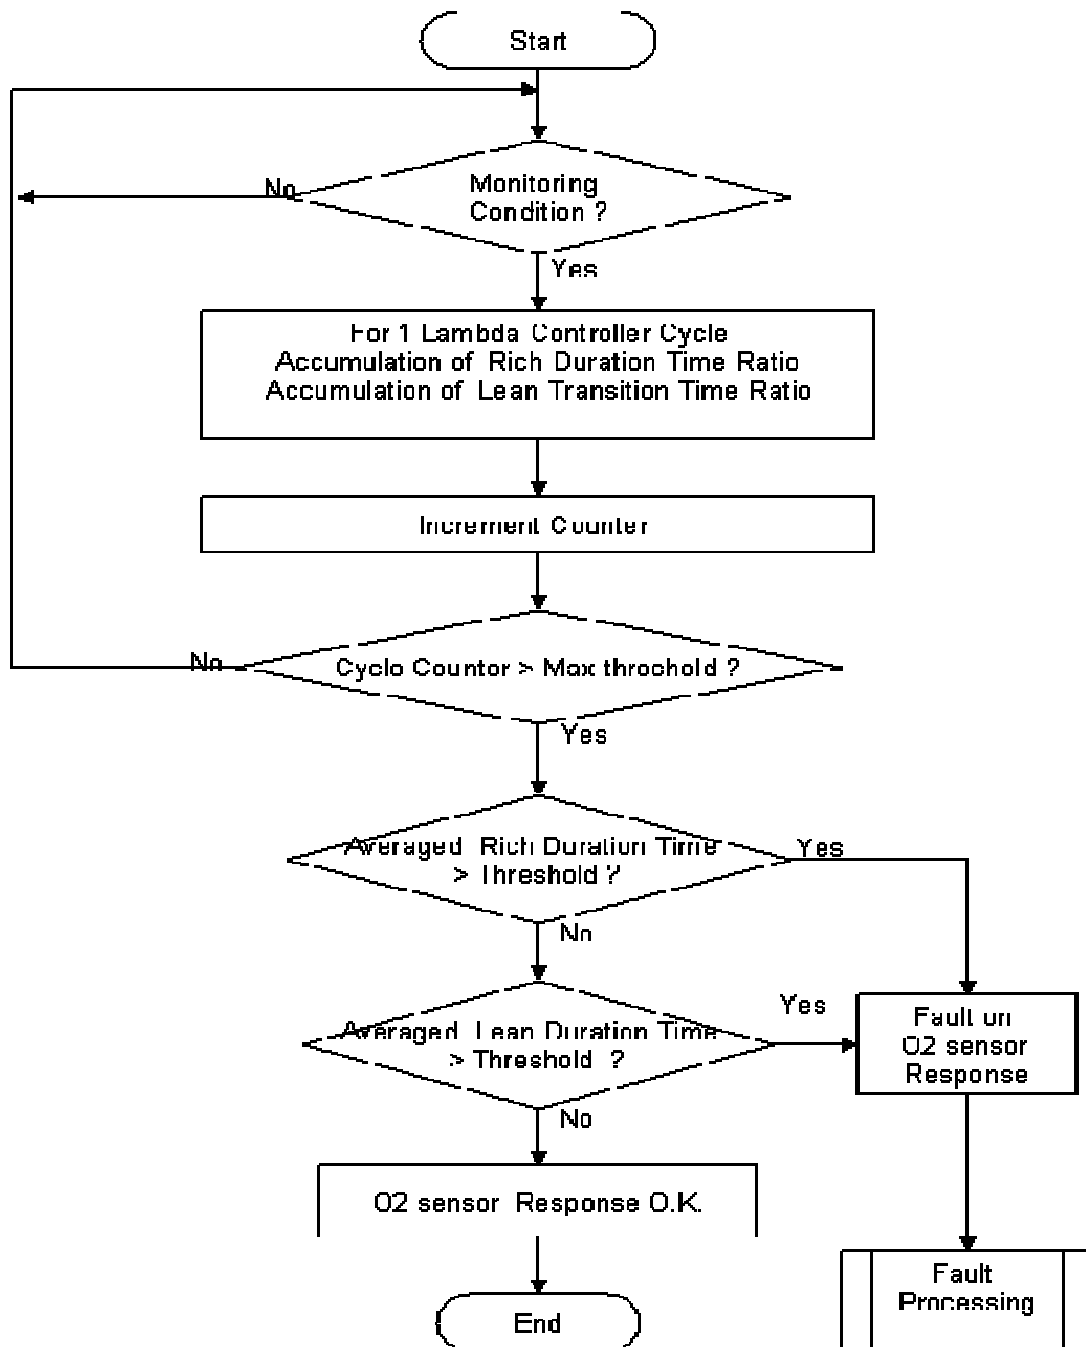 Start
Monitoring
Condition ?
No
Yes
For 1 Lambda Controller Cycle
Accumulation of Rich Duration Time Ratio
Accumulation of Lean Transition Time Ratio
Increment Counter
Cycle Counter > Max threshold ?
No
Yes
Averaged Rich Duration Time
> Threshold ?
Yes
No
Averaged Lean Duration Time
> Threshold ?
Yes
No
Fault on
O2 sensor
Response
O2 sensor Response O.K.
Fault
Processing
End